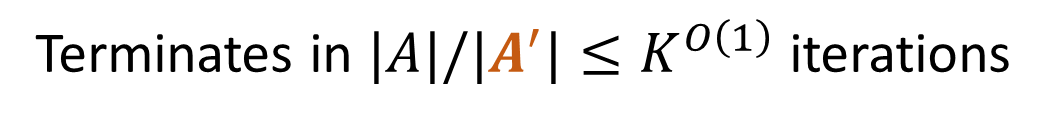 Terminates in |A|/|A′| ≤ K^{O(1)} iterations